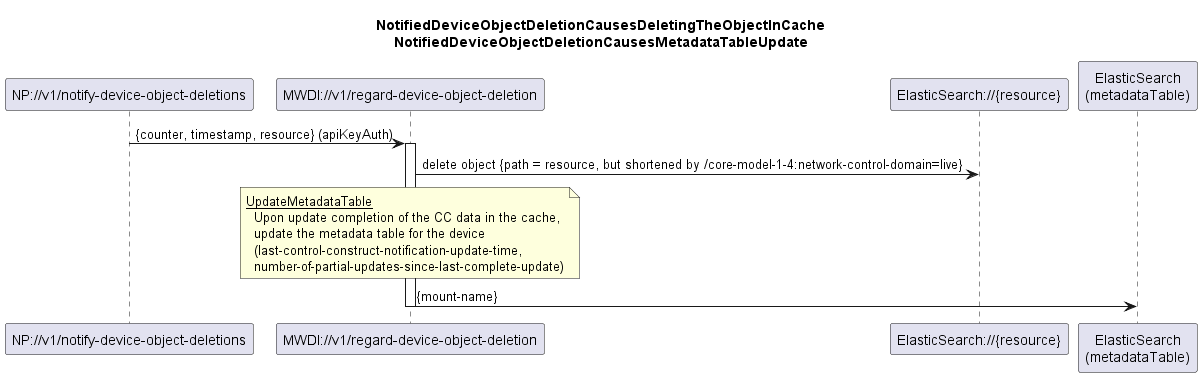 NotifiedDeviceObjectDeletionCausesDeletingTheObjectInCache
NotifiedDeviceObjectDeletionCausesMetadataTableUpdate
NP://v1/notify-device-object-deletions
MWDI://v1/regard-device-object-deletion
ElasticSearch://{resource}
ElasticSearch
(metadataTable)
{counter, timestamp, resource} (apiKeyAuth)
delete object {path = resource, but shortened by /core-model-1-4:network-control-domain=live}
UpdateMetadataTable
Upon update completion of the CC data in the cache,
update the metadata table for the device
(last-control-construct-notification-update-time,
number-of-partial-updates-since-last-complete-update)
{mount-name}
NP://v1/notify-device-object-deletions
MWDI://v1/regard-device-object-deletion
ElasticSearch://{resource}
ElasticSearch
(metadataTable)